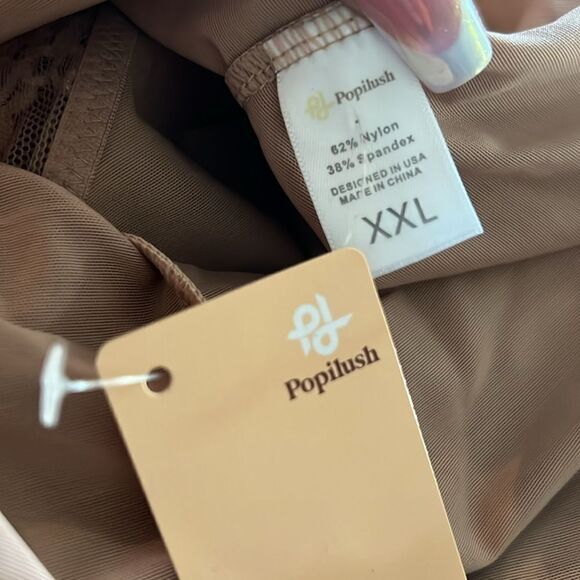 Popilush
62% Nylon
38% Spandex
DESIGNED IN USA
MADE IN CHINA
XXL
Popilush